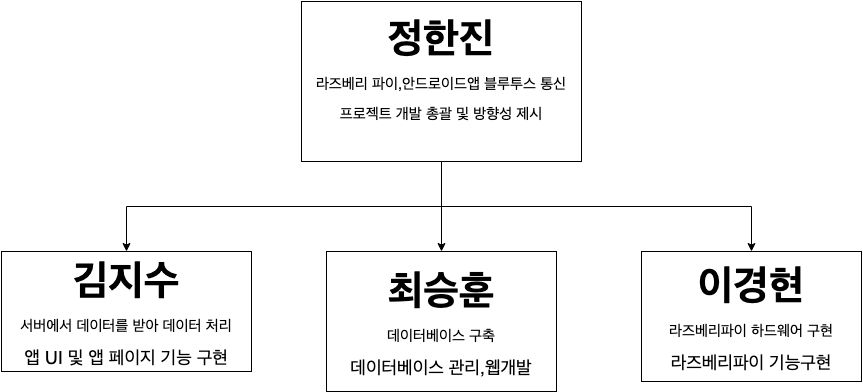 정한진
라즈베리 파이,안드로이드앱 블루투스 통신
프로젝트 개발 총괄 및 방향성 제시
김지수
서버에서 데이터를 받아 데이터 처리
앱 UI 및 앱 페이지 기능 구현
최승훈
데이터베이스 구축
데이터베이스 관리,웹개발
이경현
라즈베리파이 하드웨어 구현
라즈베리파이 기능구현